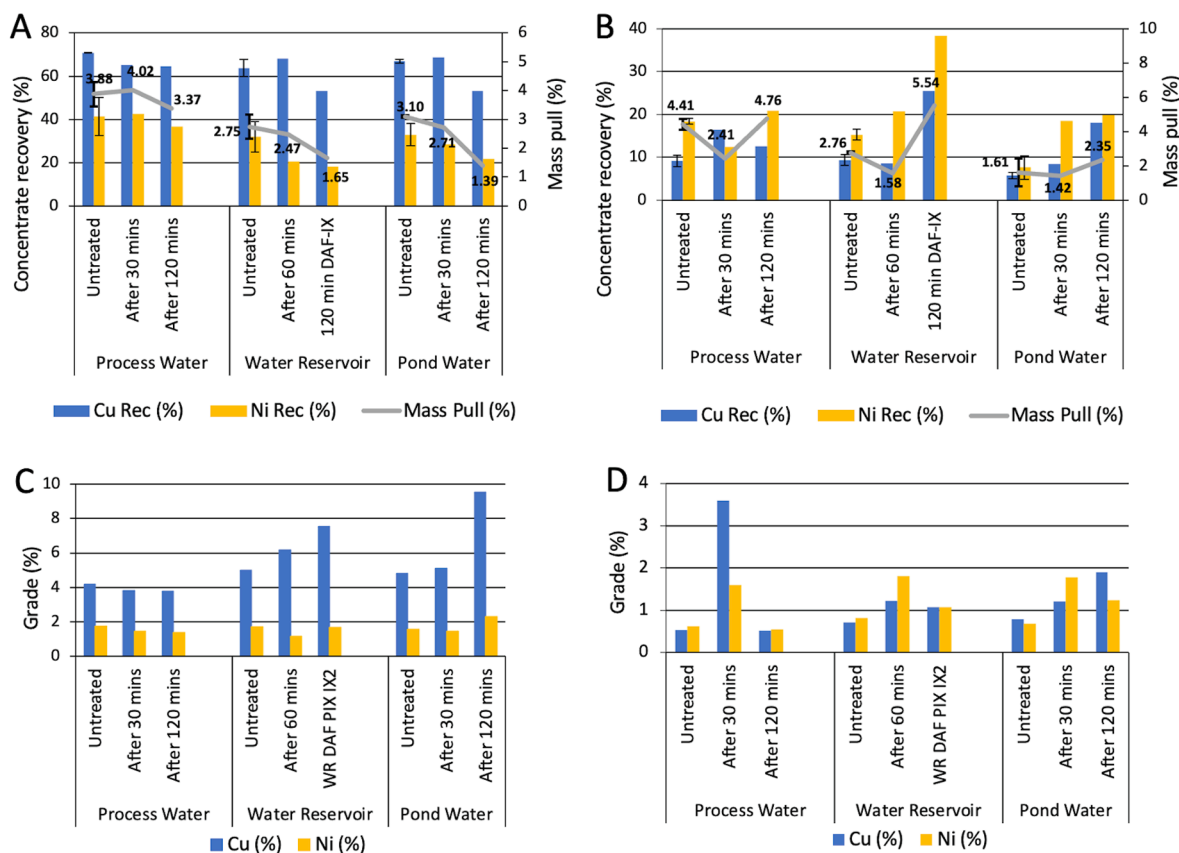 A
Concentrate recovery (%)
80
60
40
20
0
6
5
4
3
2
1
0
Mass pull (%)
3.88
4.02
3.37
2.75
2.47
1.65
3.10
2.71
1.39
Untreated
After 30 mins
After 120 mins
Untreated
After 60 mins
120 min DAF-IX
Untreated
After 30 mins
After 120 mins
Process Water
Water Reservoir
Pond Water
Cu Rec (%)
Ni Rec (%)
Mass Pull (%)
B
Concentrate recovery (%)
40
30
20
10
0
10
8
6
4
2
0
Mass pull (%)
4.41
2.41
4.76
2.76
1.58
5.54
1.61
1.42
2.35
Untreated
After 30 mins
After 120 mins
Untreated
After 60 mins
120 min DAF-IX
Untreated
After 30 mins
After 120 mins
Process Water
Water Reservoir
Pond Water
Cu Rec (%)
Ni Rec (%)
Mass Pull (%)
C
Grade (%)
10
8
6
4
2
0
Untreated
After 30 mins
After 120 mins
Untreated
After 60 mins
WR DAF PIX IX2
Untreated
After 30 mins
After 120 mins
Process Water
Water Reservoir
Pond Water
Cu (%)
Ni (%)
D
Grade (%)
4
3
2
1
0
Untreated
After 30 mins
After 120 mins
Untreated
After 60 mins
WR DAF PIX IX2
Untreated
After 30 mins
After 120 mins
Process Water
Water Reservoir
Pond Water
Cu (%)
Ni (%)